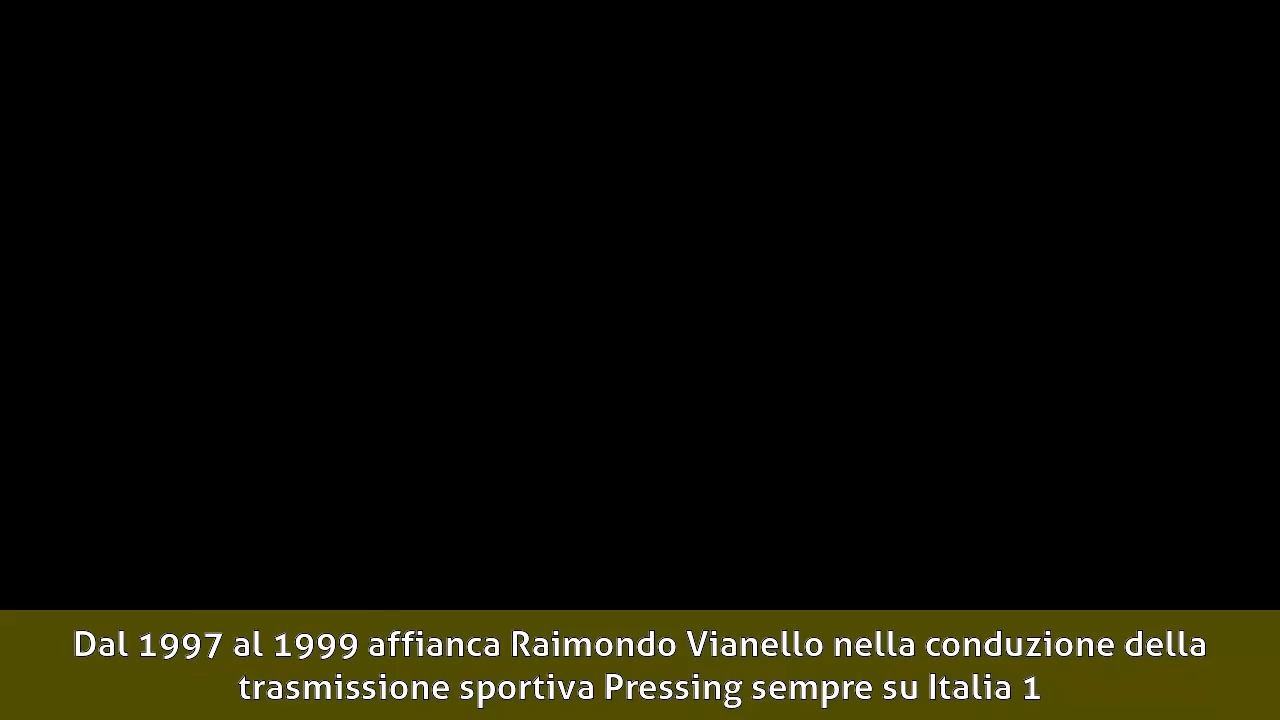 Dal 1997 al 1999 affianca Raimondo Vianello nella conduzione della
trasmissione sportiva Pressing sempre su Italia 1